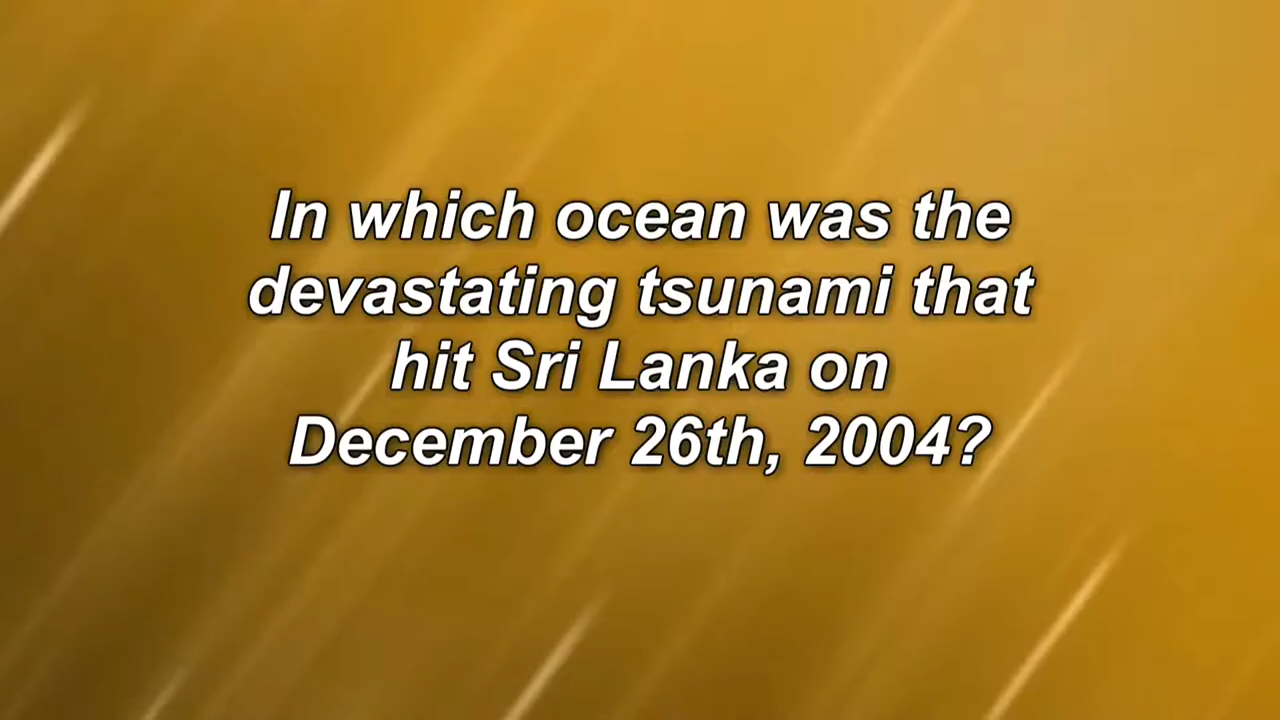 In which ocean was the
devastating tsunami that
hit Sri Lanka on
December 26th, 2004?